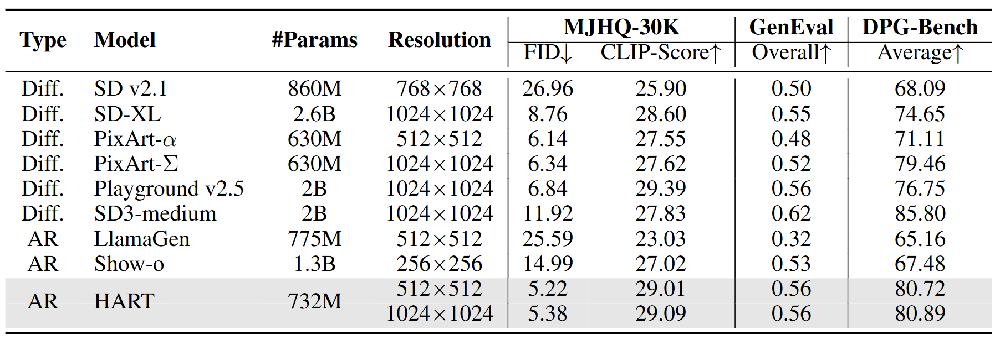 Type Model #Params Resolution MJHQ-30K GenEval DPG-Bench
FID↓ CLIP-Score↑ Overall↑ Average↑
Diff. SD v2.1 860M 768×768 26.96 25.90 0.50 68.09
Diff. SD-XL 2.6B 1024×1024 8.76 28.60 0.55 74.65
Diff. PixArt-α 630M 512×512 6.14 27.55 0.48 71.11
Diff. PixArt-Σ 630M 1024×1024 6.34 27.62 0.52 79.46
Diff. Playground v2.5 2B 1024×1024 6.84 29.39 0.56 76.75
Diff. SD3-medium 2B 1024×1024 11.92 27.83 0.62 85.80
AR LlamaGen 775M 512×512 25.59 23.03 0.32 65.16
AR Show-o 1.3B 256×256 14.99 27.02 0.53 67.48
AR HART 732M 512×512 5.22 29.01 0.56 80.72
1024×1024 5.38 29.09 0.56 80.89